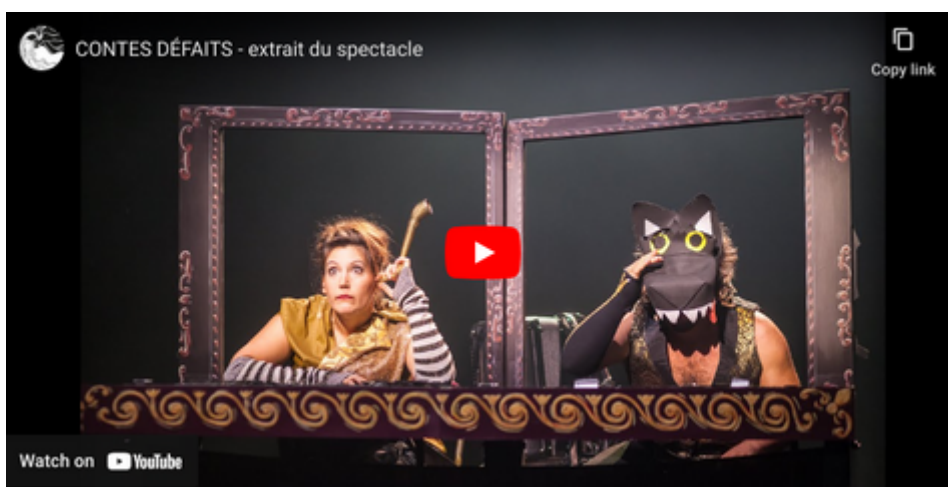 CONTES DÉFAITS - extrait du spectacle
Copy link
Watch on YouTube